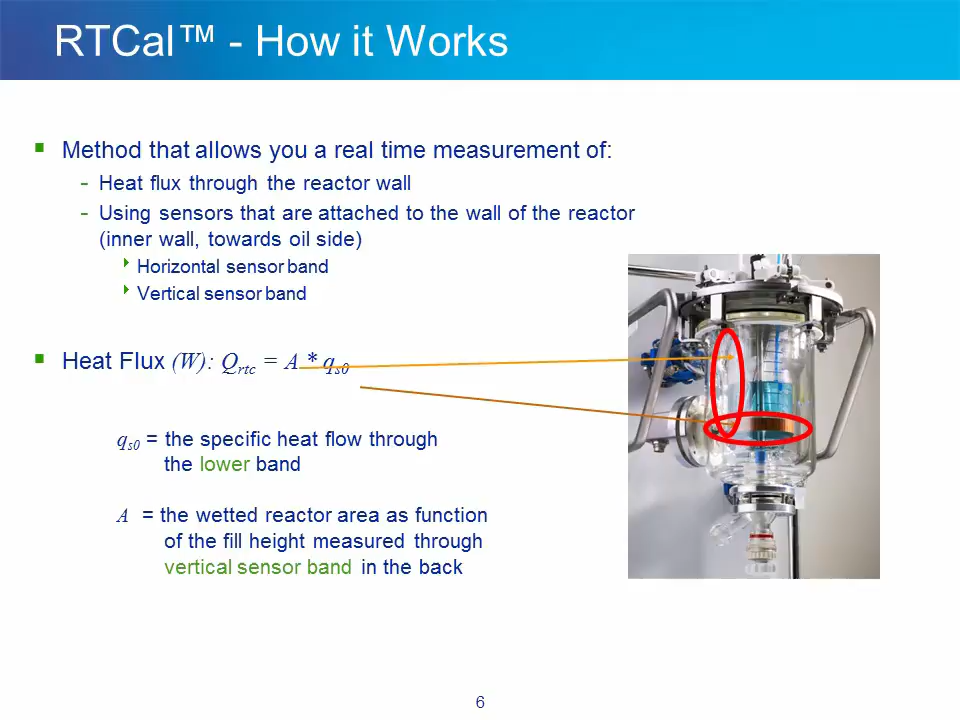 RTCal™ - How it Works
Method that allows you a real time measurement of:
- Heat flux through the reactor wall
- Using sensors that are attached to the wall of the reactor
(inner wall, towards oil side)
Horizontal sensor band
Vertical sensor band
Heat Flux (W): Qrtc = A * qs0
qs0 = the specific heat flow through
the lower band
A = the wetted reactor area as function
of the fill height measured through
vertical sensor band in the back
6